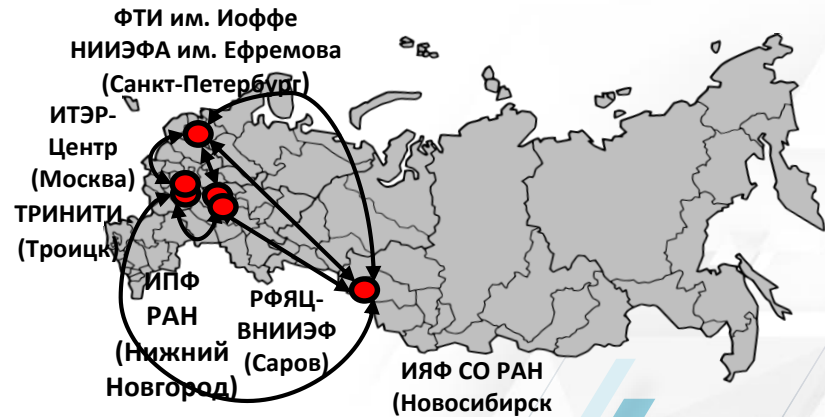 ФТИ им. Иоффе
НИИЭФА им. Ефремова
(Санкт-Петербург)
ИТЭР-
Центр
(Москва)
ТРИНИТИ
(Троицк)
ИПФ
РАН
(Нижний
Новгород)
РФЯЦ-
ВНИИЭФ
(Саров)
ИЯФ СО РАН
(Новосибирск